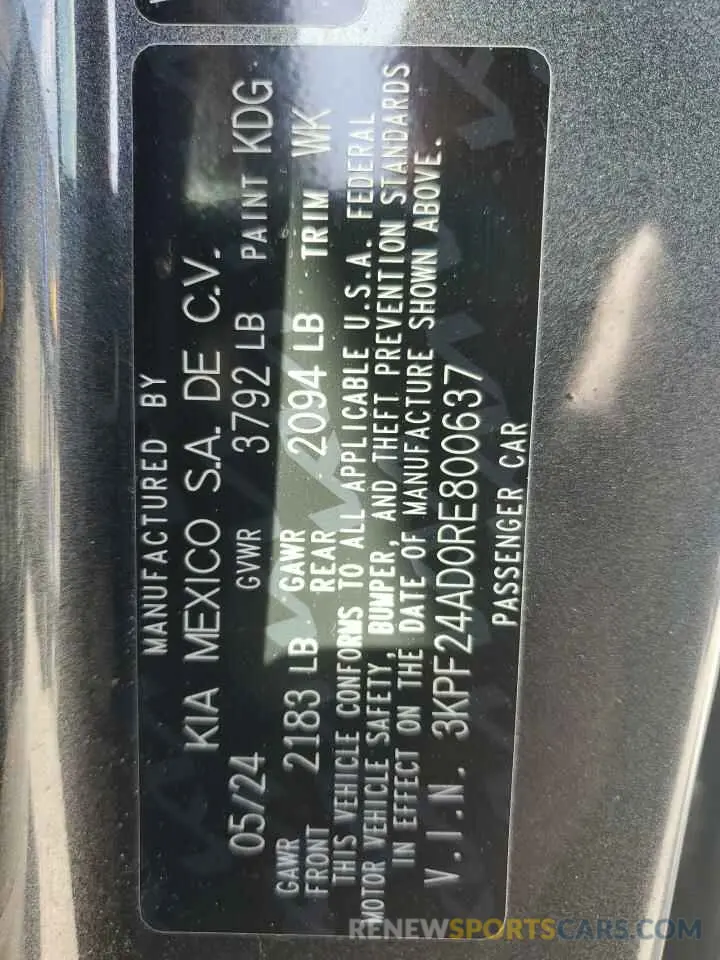 MANUFACTURED BY
KIA MEXICO S.A. DE C.V.
05/24 GVWR 3792 LB PAINT KDG
GAWR FRONT 2183 LB GAWR REAR 2094 LB TRIM WK
THIS VEHICLE CONFORMS TO ALL APPLICABLE U.S.A. FEDERAL
MOTOR VEHICLE SAFETY, BUMPER, AND THEFT PREVENTION STANDARDS
IN EFFECT ON THE DATE OF MANUFACTURE SHOWN ABOVE.
V.I.N. 3KPF24AD0RE800637
PASSENGER CAR
RENEWSPORTSCARS.COM